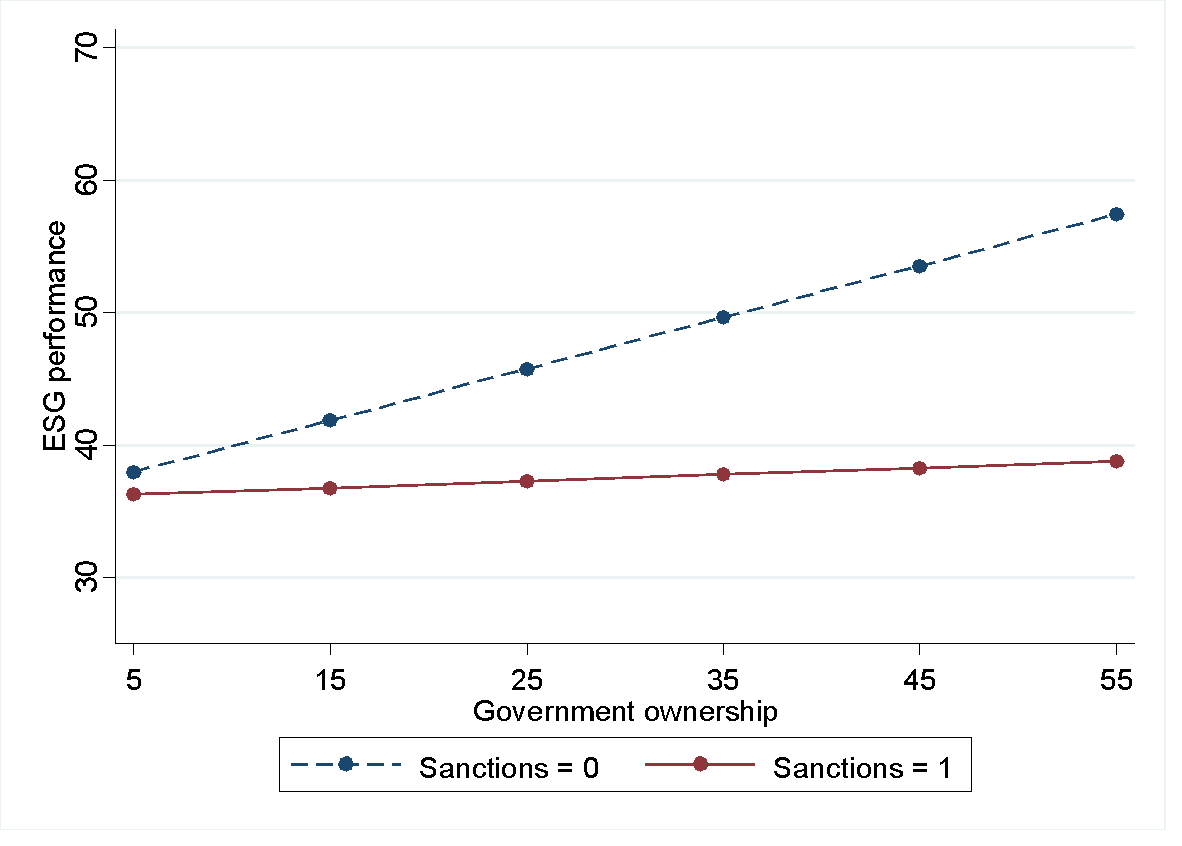 70
60
50
40
30
ESG performance
5 15 25 35 45 55
Government ownership
Sanctions = 0 Sanctions = 1